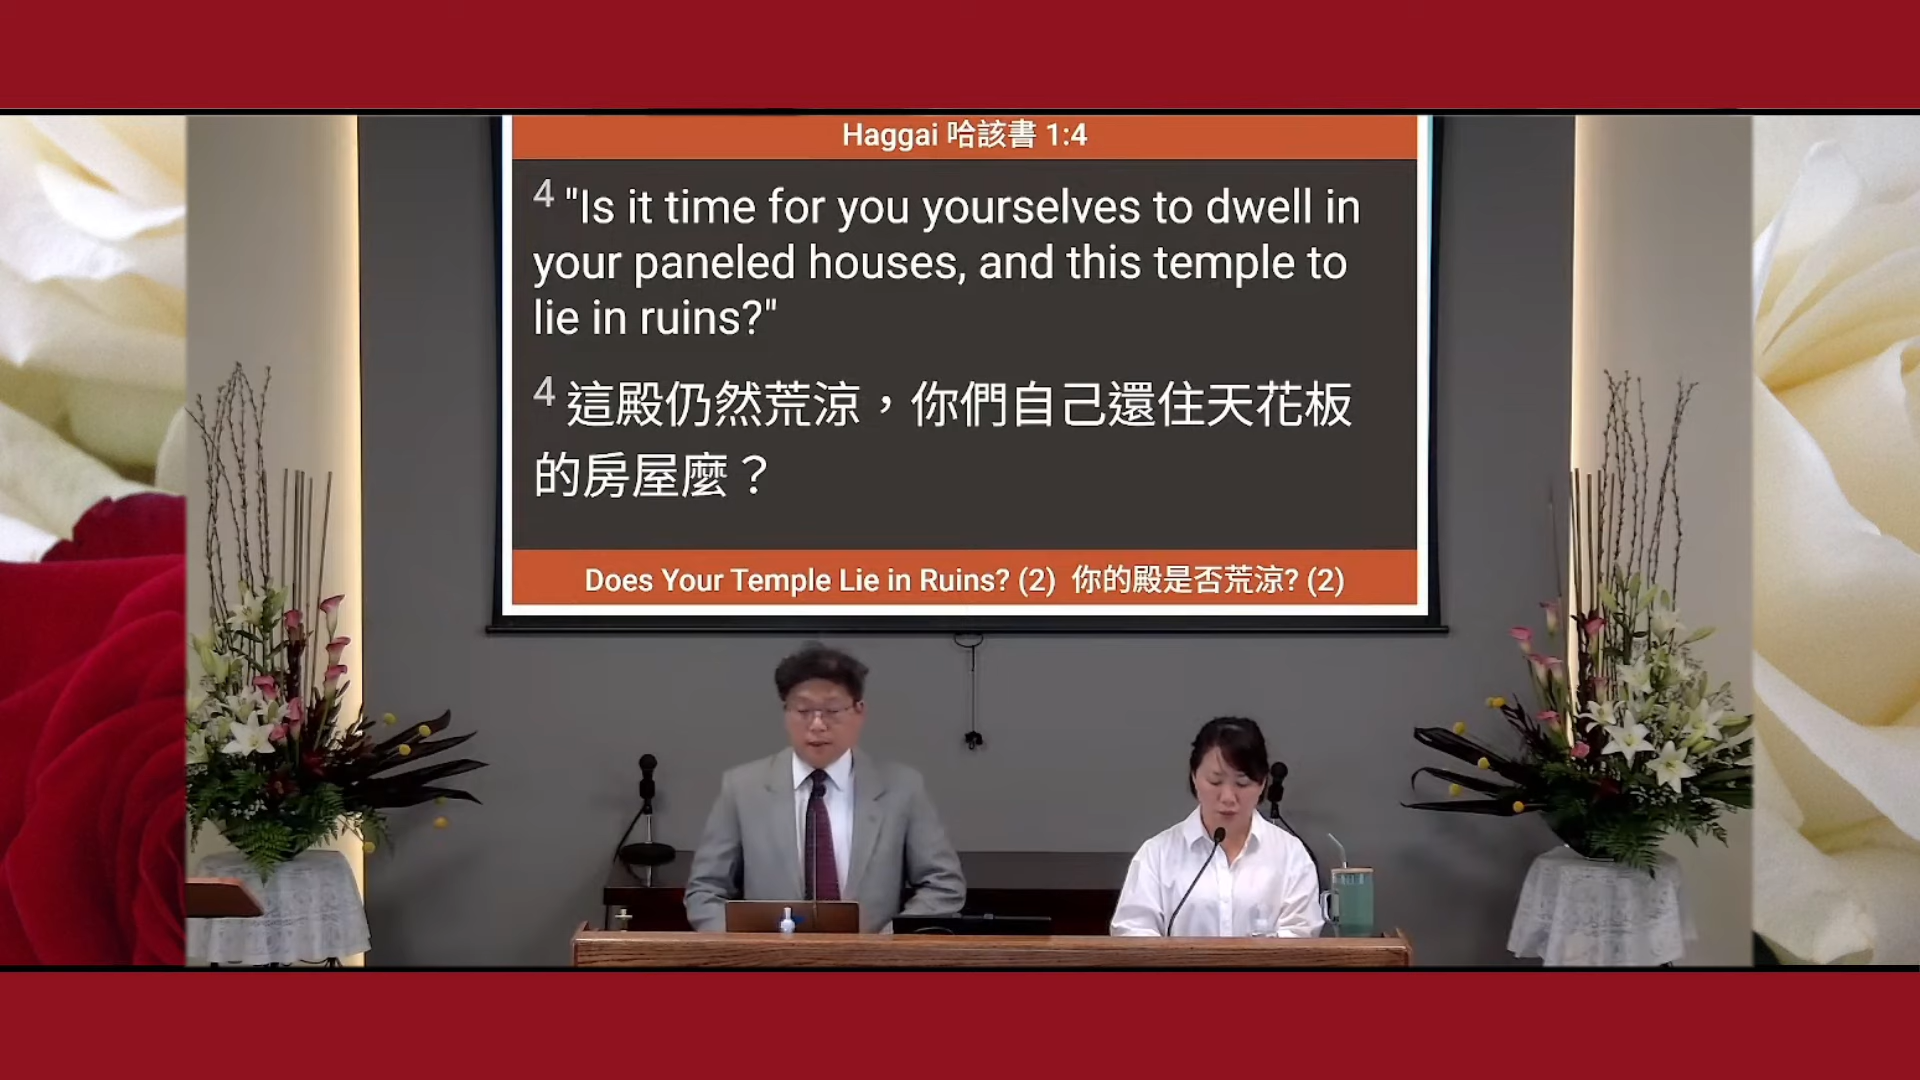 Haggai 哈該書 1:4
4 "Is it time for you yourselves to dwell in
your paneled houses, and this temple to
lie in ruins?"
4 這殿仍然荒涼，你們自己還住天花板
的房屋麼？
Does Your Temple Lie in Ruins? (2) 你的殿是否荒涼? (2)